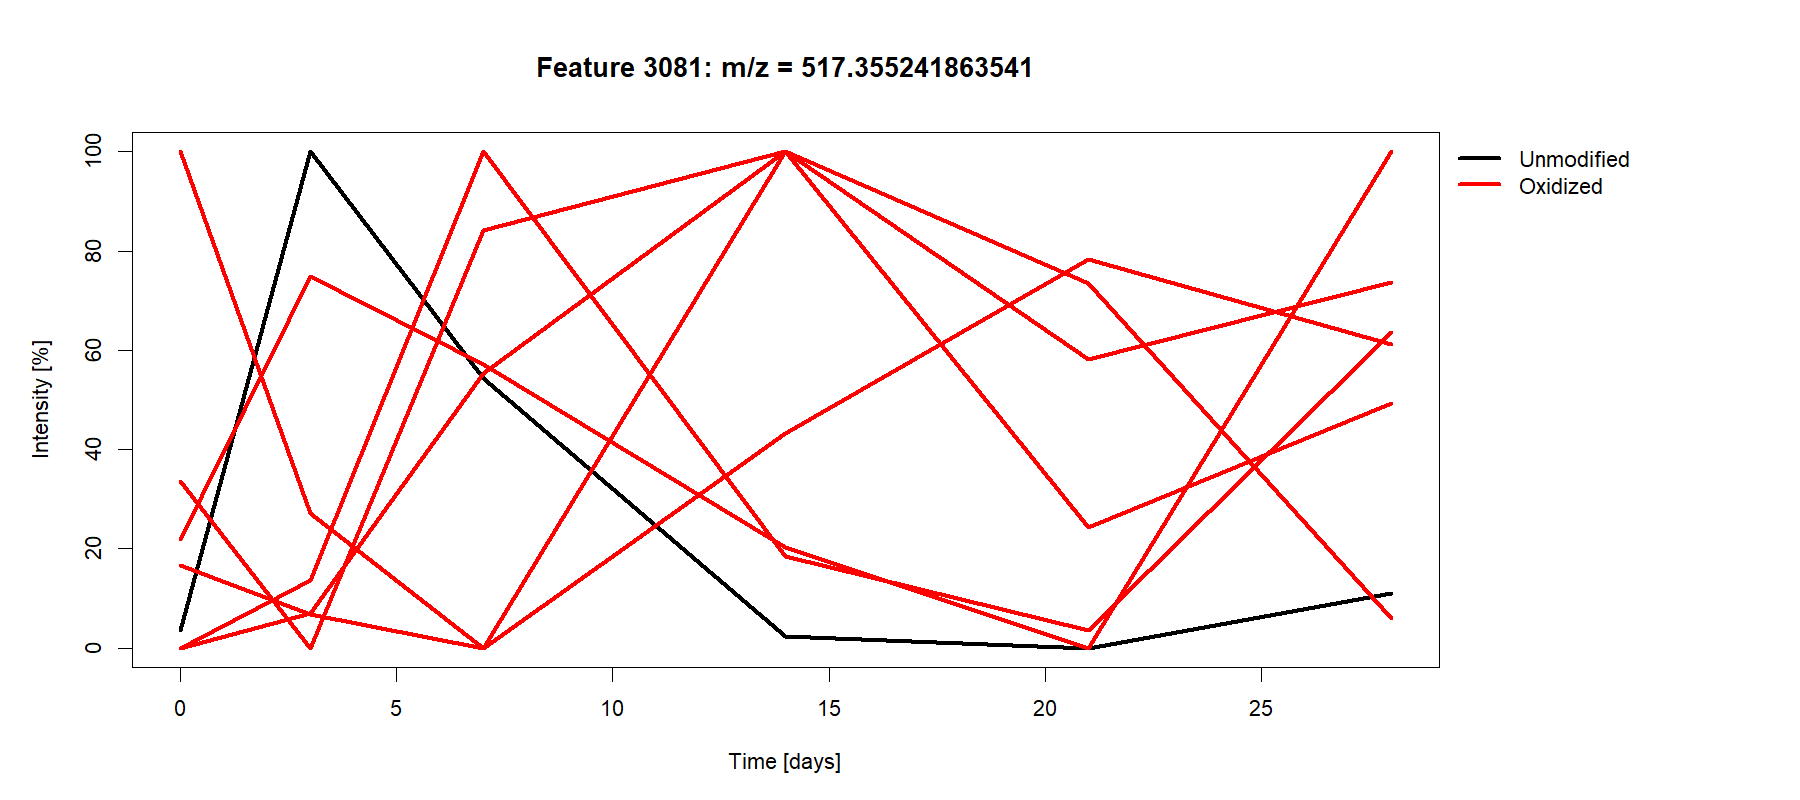 Feature 3081: m/z = 517.355241863541
Unmodified
Oxidized
Intensity [%]
100
80
60
40
20
0
0 5 10 15 20 25
Time [days]